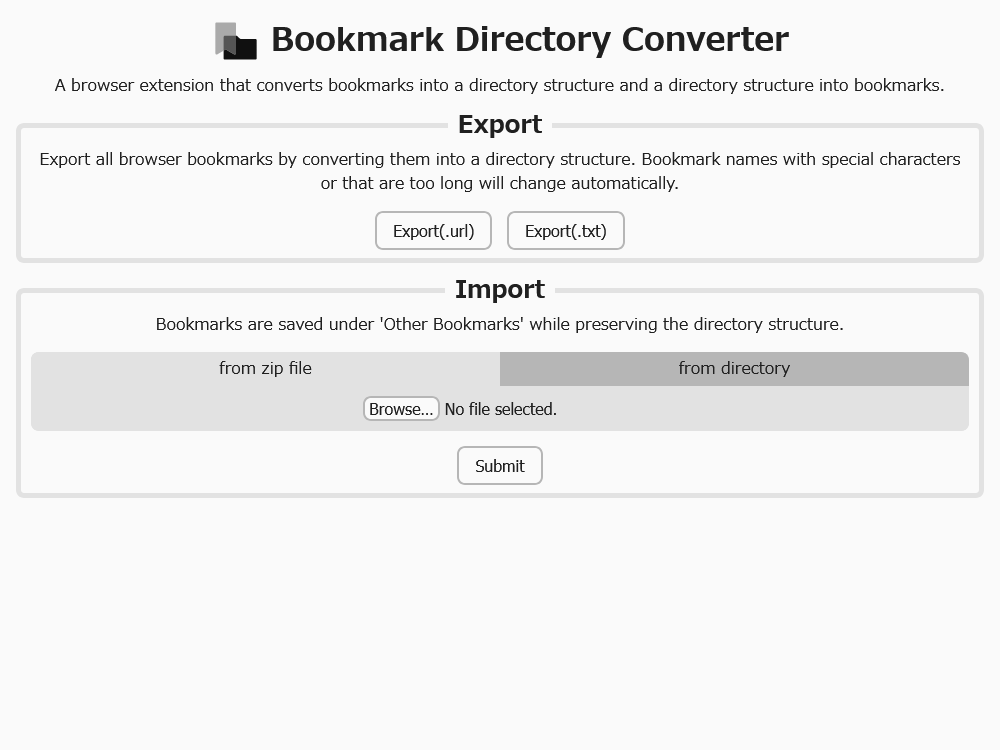 Bookmark Directory Converter
A browser extension that converts bookmarks into a directory structure and a directory structure into bookmarks.
Export
Export all browser bookmarks by converting them into a directory structure. Bookmark names with special characters
or that are too long will change automatically.
Export(.url) Export(.txt)
Import
Bookmarks are saved under 'Other Bookmarks' while preserving the directory structure.
from zip file from directory
Browse... No file selected.
Submit